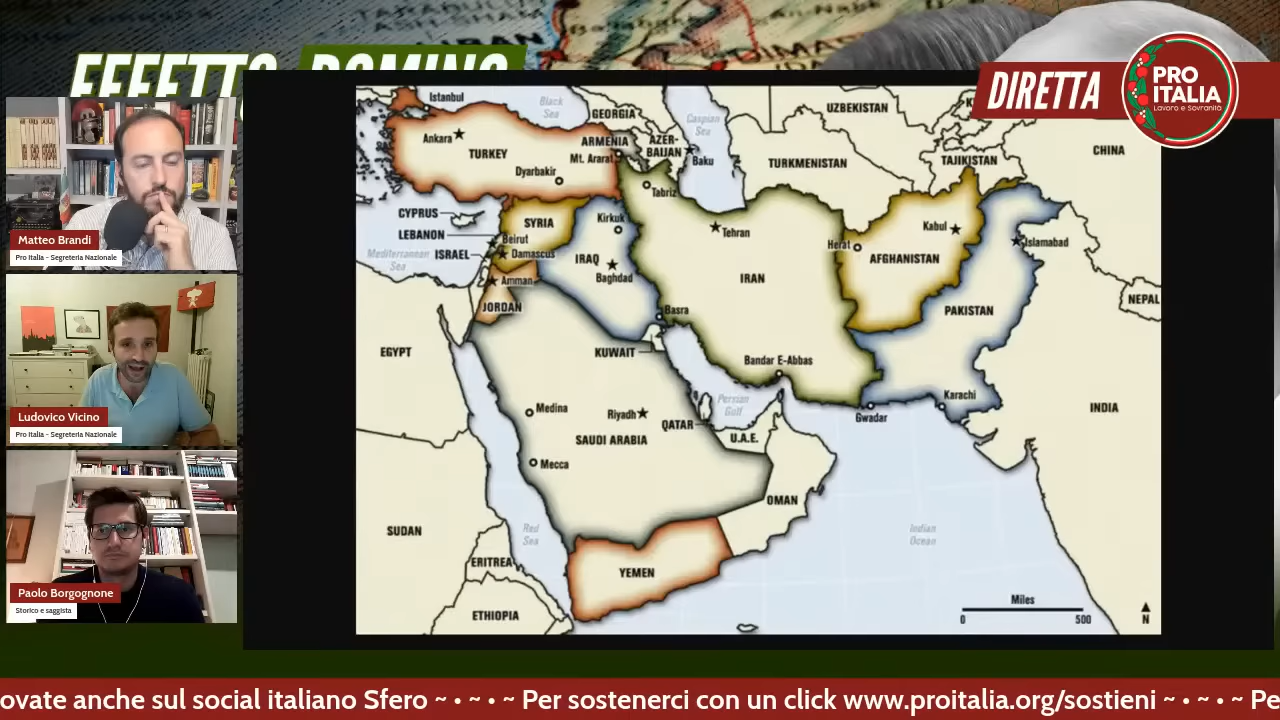 EFFETTO DOMINO
DIRETTA
PRO
ITALIA
Lavoro e Sovranità
Matteo Brandi
Pro Italia - Segreteria Nazionale
Ludovico Vicino
Pro Italia - Segreteria Nazionale
Paolo Borgognone
Storico e saggista
Istanbul
Black
Sea
GEORGIA
Caspian
Sea
UZBEKISTAN
Ankara
TURKEY
ARMENIA
AZER-
BAIJAN
Mt. Ararat
Baku
TURKMENISTAN
TAJIKISTAN
CHINA
Dyarbakir
Tabriz
CYPRUS
LEBANON
SYRIA
Kirkuk
Tehran
Kabul
Herat
Islamabad
Mediterranean
Sea
ISRAEL
Beirut
Damascus
IRAQ
Baghdad
IRAN
AFGHANISTAN
Amman
JORDAN
Basra
PAKISTAN
NEPAL
EGYPT
KUWAIT
Bandar E-Abbas
Persian
Gulf
Karachi
Gwadar
INDIA
Medina
Riyadh
QATAR
SAUDI ARABIA
U.A.E.
Mecca
OMAN
SUDAN
Red
Sea
Indian
Ocean
ERITREA
YEMEN
ETHIOPIA
Miles
0
500
N
ovate anche sul social italiano Sfero ~ • ~ • ~ Per sostenerci con un click www.proitalia.org/sostieni ~ • ~ • ~ Pe